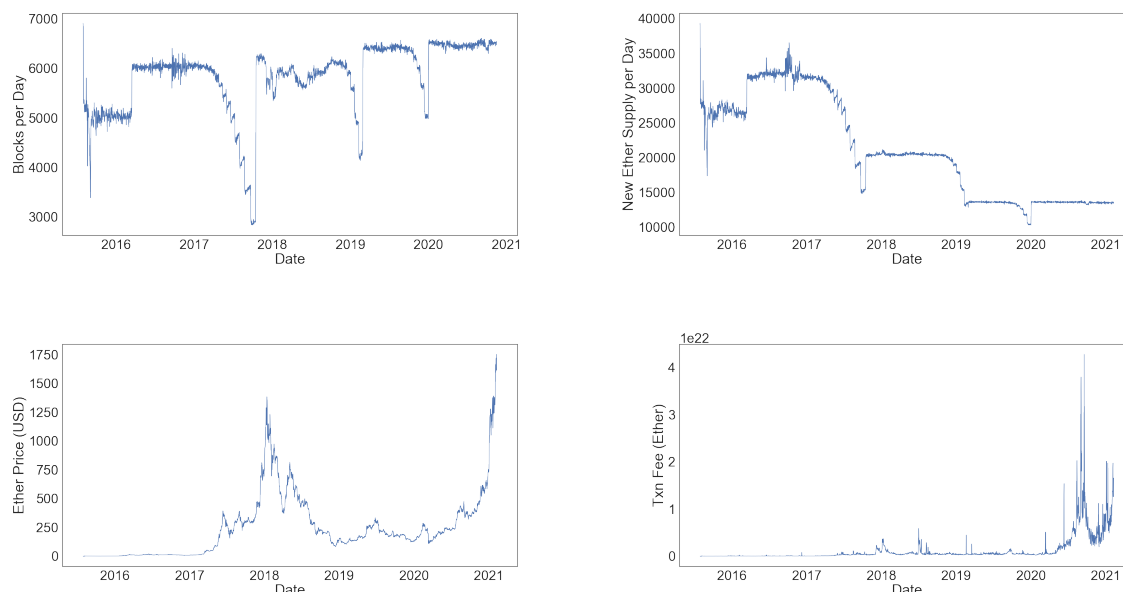 Blocks per Day
7000
6000
5000
4000
3000
2016 2017 2018 2019 2020 2021
Date
New Ether Supply per Day
40000
35000
30000
25000
20000
15000
10000
2016 2017 2018 2019 2020 2021
Date
Ether Price (USD)
1750
1500
1250
1000
750
500
250
0
2016 2017 2018 2019 2020 2021
Date
1e22
Txn Fee (Ether)
4
3
2
1
0
2016 2017 2018 2019 2020 2021
Date